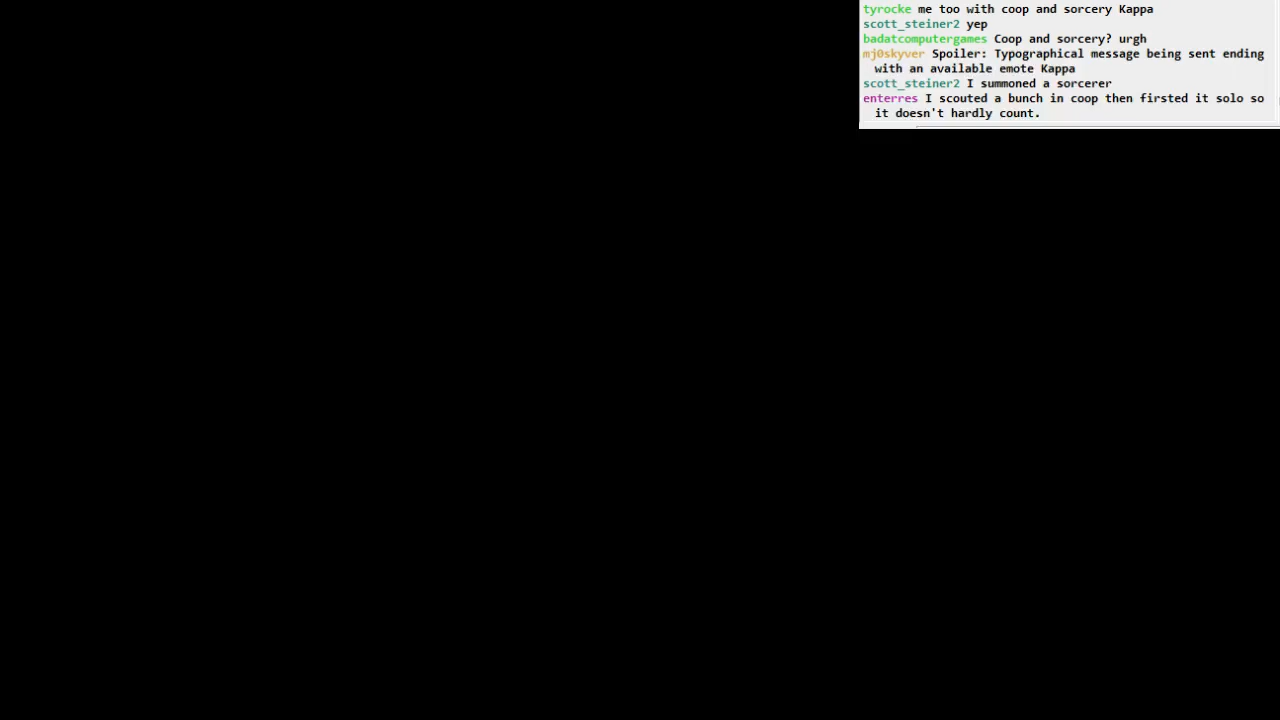 tyrocke me too with coop and sorcery Kappa
scott_steiner2 yep
badatcomputergames Coop and sorcery? urgh
mj0skyver Spoiler: Typographical message being sent ending
with an available emote Kappa
scott_steiner2 I summoned a sorcerer
enterres I scouted a bunch in coop then firsted it solo so
it doesn't hardly count.